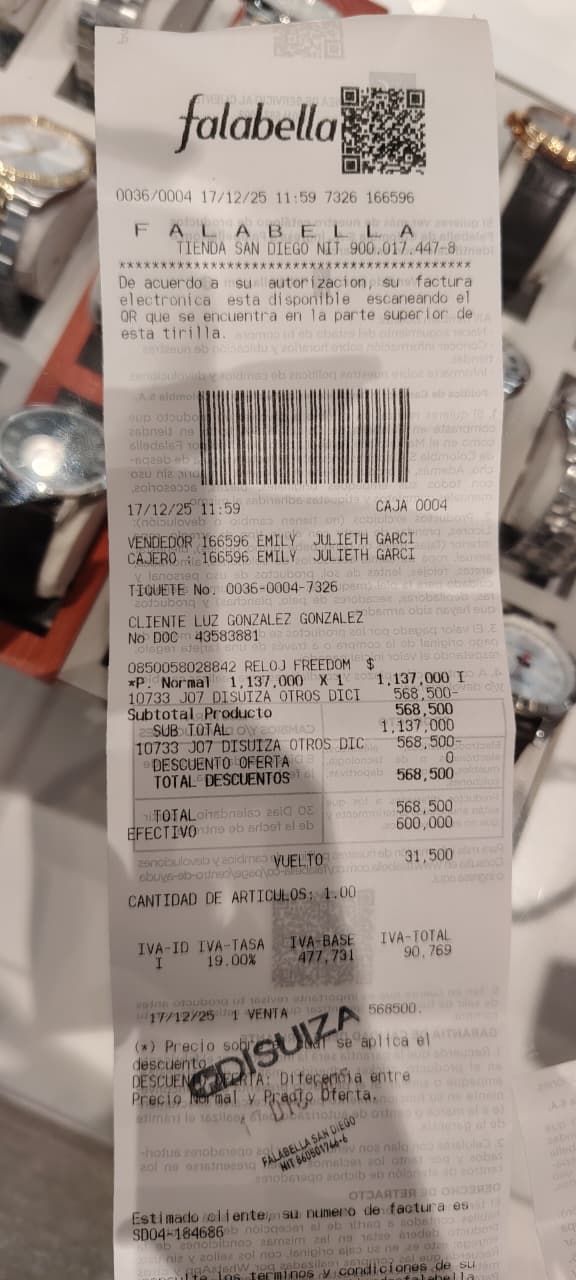 falabella
0036/0004 17/12/25 11:59 7326 166596
F A L A B E L L A
TIENDA SAN DIEGO NIT 900.017.447-8
******************************************
De acuerdo a su autorizacion, su factura
electronica esta disponible escaneando el
QR que se encuentra en la parte superior de
esta tirilla.
17/12/25 11:59 CAJA 0004
VENDEDOR 166596 EMILY JULIETH GARCI
CAJERO : 166596 EMILY JULIETH GARCI
TIQUETE No. 0036-0004-7326
CLIENTE LUZ GONZALEZ GONZALEZ
No DOC 43583881
0850058028842 RELOJ FREEDOM $
*P. Normal 1,137,000 X 1 1,137,000 I
10733 J07 DISUIZA OTROS DICI 568,500-
Subtotal Producto 568,500
SUB TOTAL 1,137,000
10733 J07 DISUIZA OTROS DIC 568,500-
DESCUENTO OFERTA 0
TOTAL DESCUENTOS 568,500
TOTAL 568,500
EFECTIVO 600,000
VUELTO 31,500
CANTIDAD DE ARTICULOS: 1.00
IVA-ID IVA-TASA IVA-BASE IVA-TOTAL
I 19.00% 477,731 90,769
17/12/25 1 VENTA 568500.
(*) Precio sobre el cual se aplica el
descuento
DISUIZA
DESCUENTO OFERTA: Diferencia entre
Precio Normal y Precio Oferta.
FALABELLA SAN DIEGO
Estimado cliente, su numero de factura es
SD04-184686
los terminos y condiciones de su